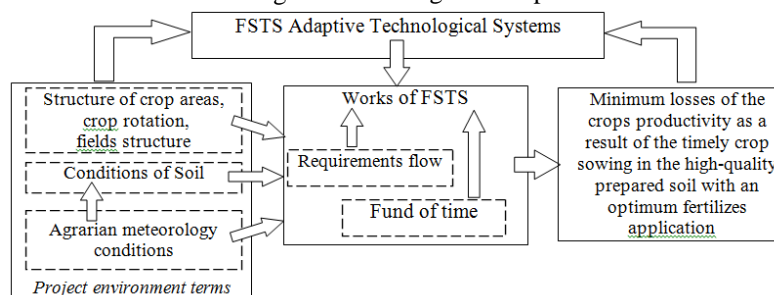 FSTS Adaptive Technological Systems
Structure of crop areas,
crop rotation,
fields structure
Conditions of Soil
Agrarian meteorology
conditions
Project environment terms
Works of FSTS
Requirements flow
Fund of time
Minimum losses of the
crops productivity as a
result of the timely crop
sowing in the high-quality
prepared soil with an
optimum fertilizes
application